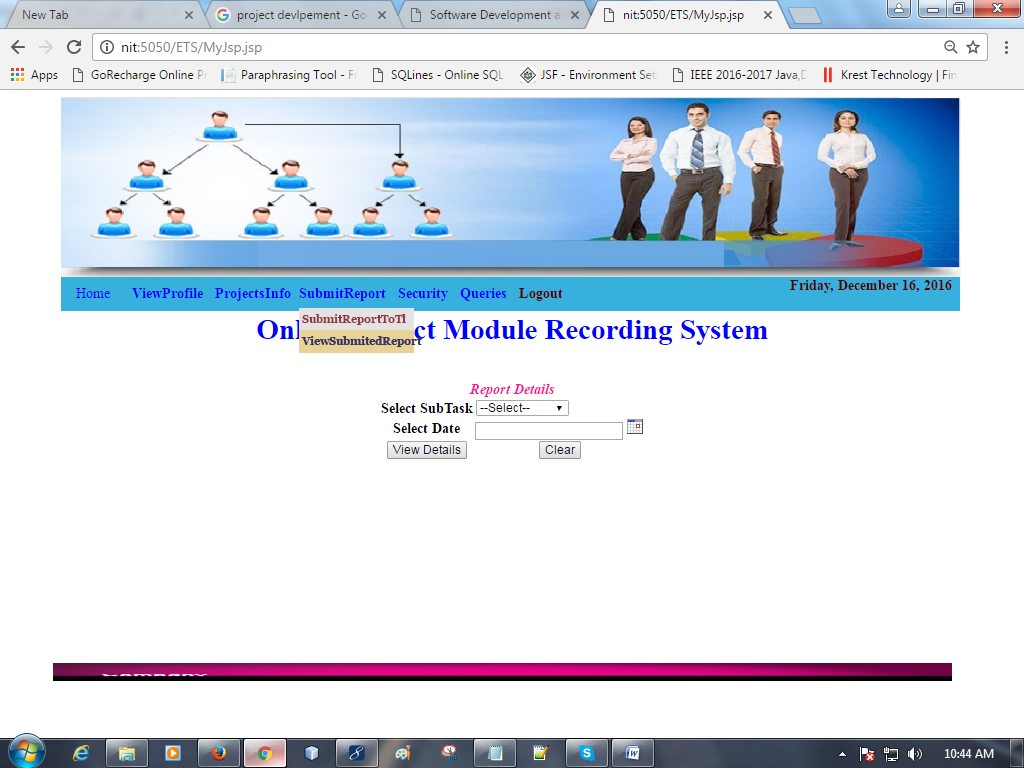 New Tab
project devlpement - Go
Software Development a
nit:5050/ETS/MyJsp.jsp
nit:5050/ETS/MyJsp.jsp
Apps
GoRecharge Online P
Paraphrasing Tool - F
SQLines - Online SQL
JSF - Environment Set
IEEE 2016-2017 Java,D
Krest Technology | Fin
Home ViewProfile ProjectsInfo SubmitReport Security Queries Logout Friday, December 16, 2016
SubmitReportToTl
ViewSubmitedReport
Onl ct Module Recording System
Report Details
Select SubTask --Select--
Select Date
View Details Clear
10:44 AM